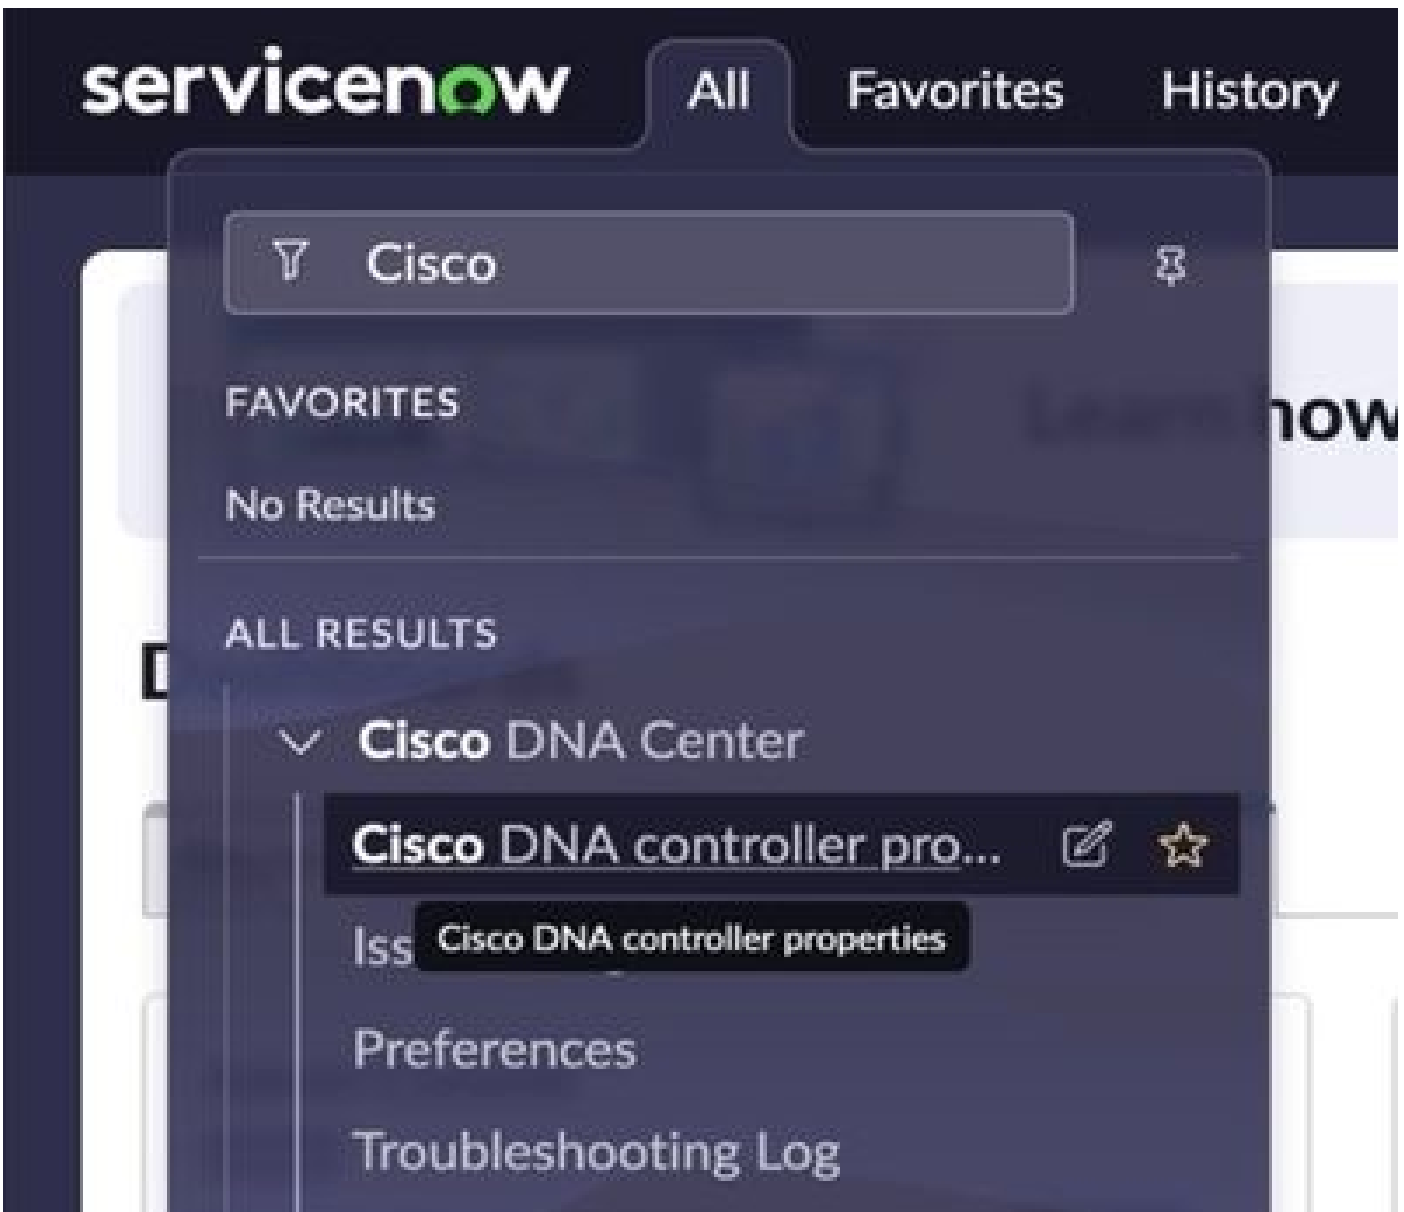 servicenow All Favorites History
Cisco
how
FAVORITES
No Results
ALL RESULTS
Cisco DNA Center
Cisco DNA controller pro...
Cisco DNA controller properties
Preferences
Troubleshooting Log